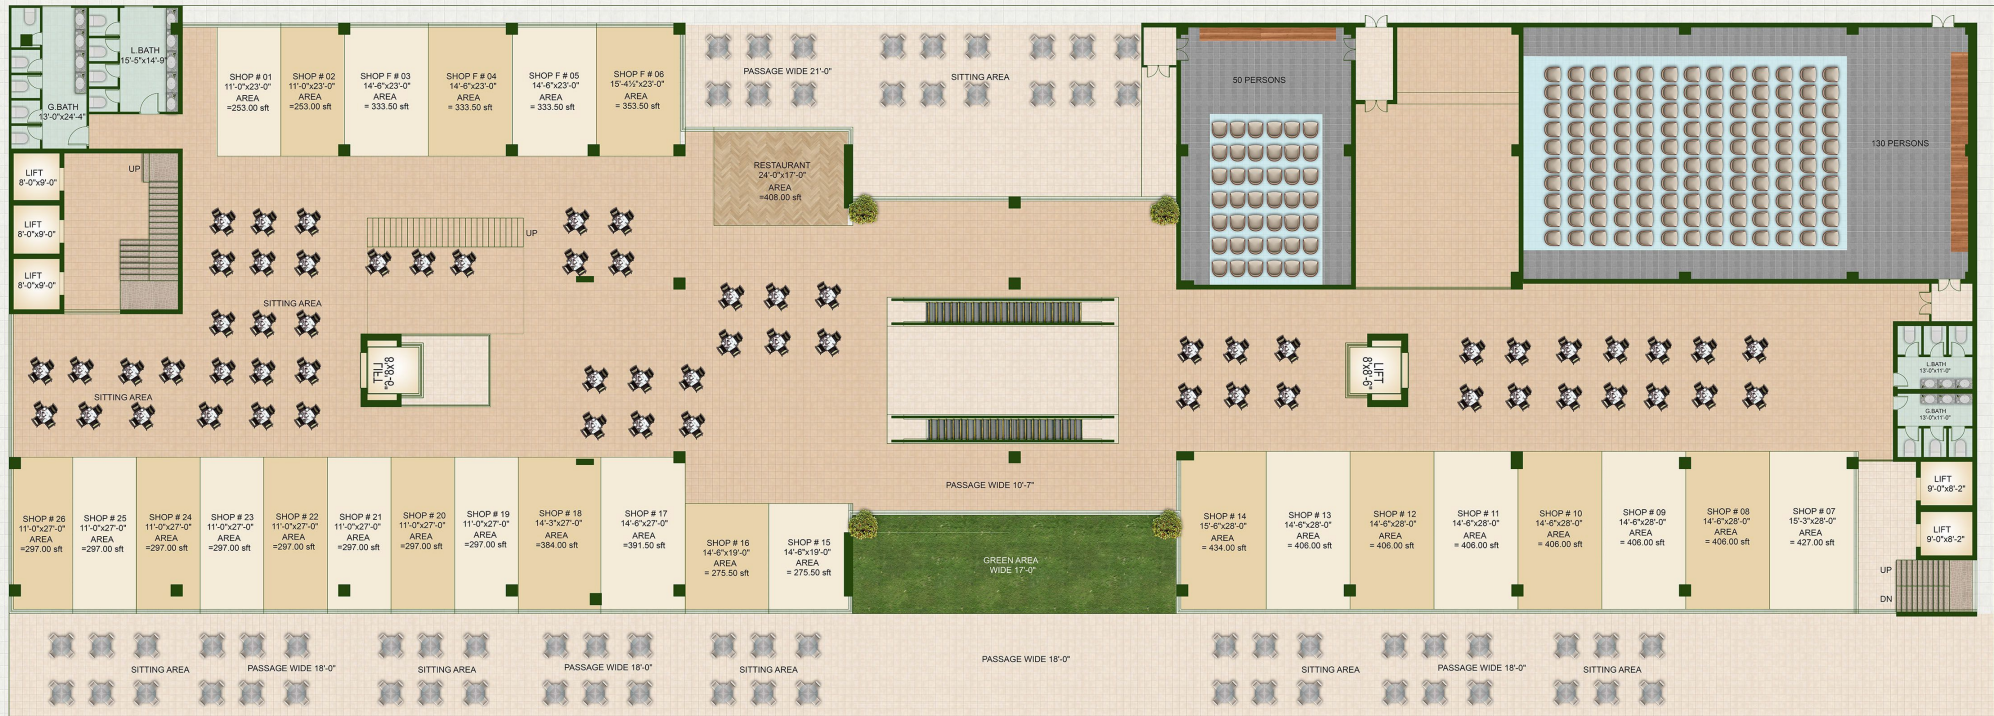 L.BATH
15'-5"x14'-9"
G.BATH
13'-0"x24'-4"
SHOP # 01
11'-0"x23'-0"
AREA
=253.00 sft
SHOP # 02
11'-0"x23'-0"
AREA
=253.00 sft
SHOP F # 03
14'-6"x23'-0"
AREA
= 333.50 sft
SHOP F # 04
14'-6"x23'-0"
AREA
= 333.50 sft
SHOP F # 05
14'-6"x23'-0"
AREA
= 333.50 sft
SHOP F # 06
15'-4½"x23'-0"
AREA
= 353.50 sft
PASSAGE WIDE 21'-0"
SITTING AREA
50 PERSONS
130 PERSONS
RESTAURANT
24'-0"x17'-0"
AREA
=408.00 sft
LIFT
8'-0"x9'-0"
LIFT
8'-0"x9'-0"
LIFT
8'-0"x9'-0"
UP
UP
SITTING AREA
SITTING AREA
LIFT
8'x8'-6"
LIFT
8'x8'-6"
L.BATH
13'-0"x11'-0"
G.BATH
13'-0"x11'-0"
LIFT
9'-0"x8'-2"
LIFT
9'-0"x8'-2"
UP
DN
PASSAGE WIDE 10'-7"
SHOP # 26
11'-0"x27'-0"
AREA
=297.00 sft
SHOP # 25
11'-0"x27'-0"
AREA
=297.00 sft
SHOP # 24
11'-0"x27'-0"
AREA
=297.00 sft
SHOP # 23
11'-0"x27'-0"
AREA
=297.00 sft
SHOP # 22
11'-0"x27'-0"
AREA
=297.00 sft
SHOP # 21
11'-0"x27'-0"
AREA
=297.00 sft
SHOP # 20
11'-0"x27'-0"
AREA
=297.00 sft
SHOP # 19
11'-0"x27'-0"
AREA
=297.00 sft
SHOP # 18
14'-3"x27'-0"
AREA
=384.00 sft
SHOP # 17
14'-6"x27'-0"
AREA
=391.50 sft
SHOP # 16
14'-6"x19'-0"
AREA
= 275.50 sft
SHOP # 15
14'-6"x19'-0"
AREA
= 275.50 sft
GREEN AREA
WIDE 17'-0"
SHOP # 14
15'-6"x28'-0"
AREA
= 434.00 sft
SHOP # 13
14'-6"x28'-0"
AREA
= 406.00 sft
SHOP # 12
14'-6"x28'-0"
AREA
= 406.00 sft
SHOP # 11
14'-6"x28'-0"
AREA
= 406.00 sft
SHOP # 10
14'-6"x28'-0"
AREA
= 406.00 sft
SHOP # 09
14'-6"x28'-0"
AREA
= 406.00 sft
SHOP # 08
14'-6"x28'-0"
AREA
= 406.00 sft
SHOP # 07
15'-3"x28'-0"
AREA
= 427.00 sft
SITTING AREA
PASSAGE WIDE 18'-0"
SITTING AREA
PASSAGE WIDE 18'-0"
SITTING AREA
PASSAGE WIDE 18'-0"
SITTING AREA
PASSAGE WIDE 18'-0"
SITTING AREA